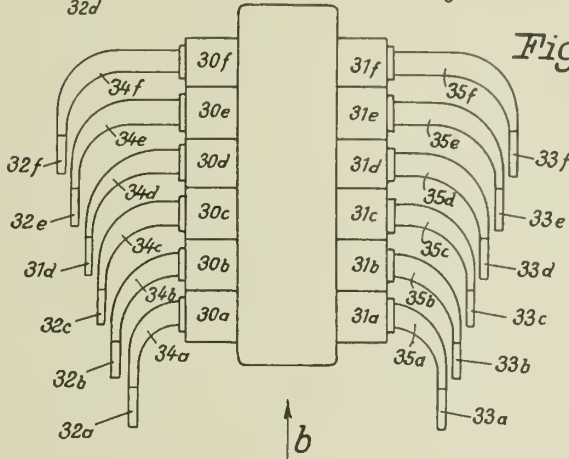 32d
Fig
30f 31f
34f 35f
30e 31e
34e 35e
32f 33f
30d 31d
34d 35d
32e 33e
30c 31c
34c 35c
31d 33d
30b 31b
34b 35b
32c 33c
30a 31a
34a 35a
32b 33b
32a 33a
b